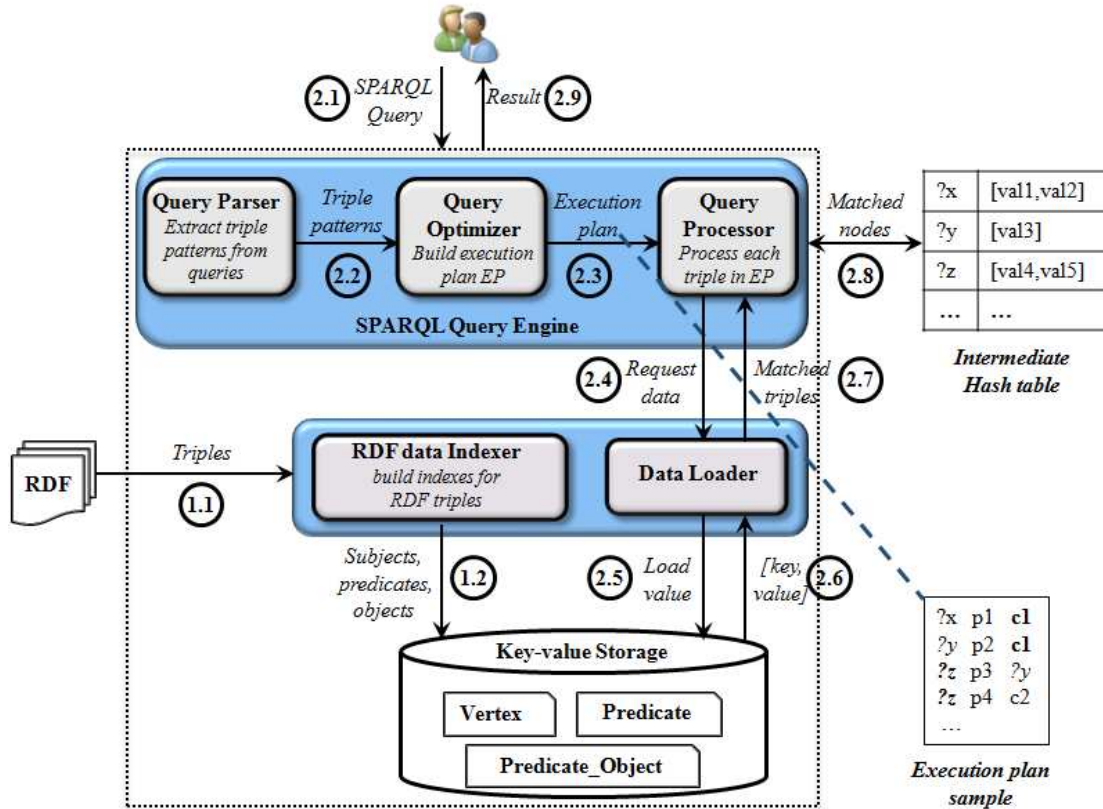 2.1
SPARQL
Query
Result
2.9
Query Parser
Extract triple
patterns from
queries
Triple
patterns
2.2
Query
Optimizer
Build execution
plan EP
Execution
plan
2.3
Query
Processor
Process each
triple in EP
SPARQL Query Engine
Matched
nodes
2.8
?x [val1,val2]
?y [val3]
?z [val4,val5]
... ...
Intermediate
Hash table
2.4
Request
data
Matched
triples
2.7
RDF
Triples
1.1
RDF data Indexer
build indexes for
RDF triples
Data Loader
Subjects,
predicates,
objects
1.2
2.5
Load
value
[key,
value]
2.6
Key-value Storage
Vertex
Predicate
Predicate_Object
?x p1 c1
?y p2 c1
?z p3 ?y
?z p4 c2
...
Execution plan
sample